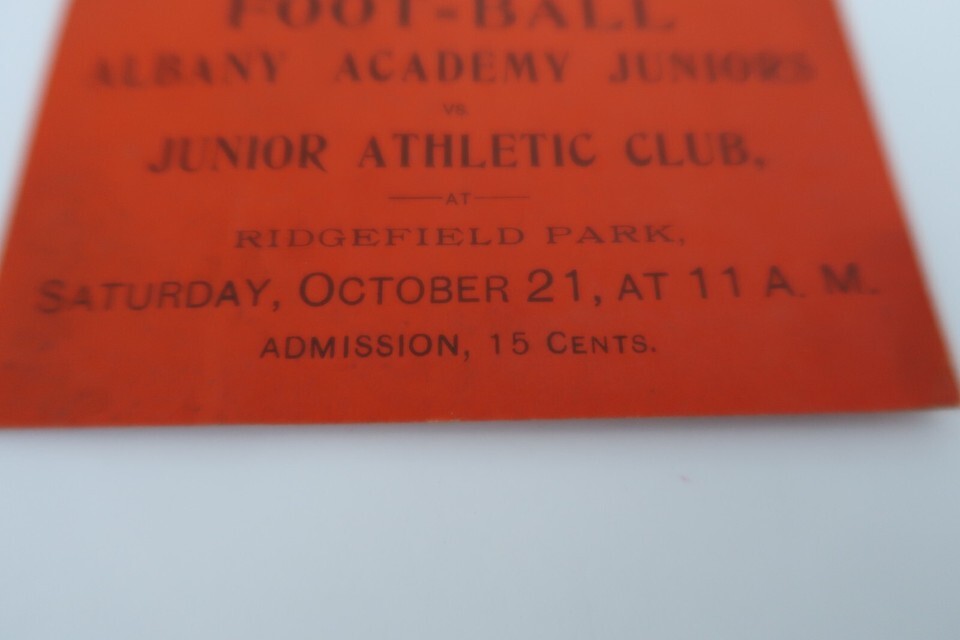 FOOT-BALL
ALBANY ACADEMY JUNIORS
VS.
JUNIOR ATHLETIC CLUB,
AT
RIDGEFIELD PARK,
SATURDAY, OCTOBER 21, AT 11 A. M.
ADMISSION, 15 CENTS.